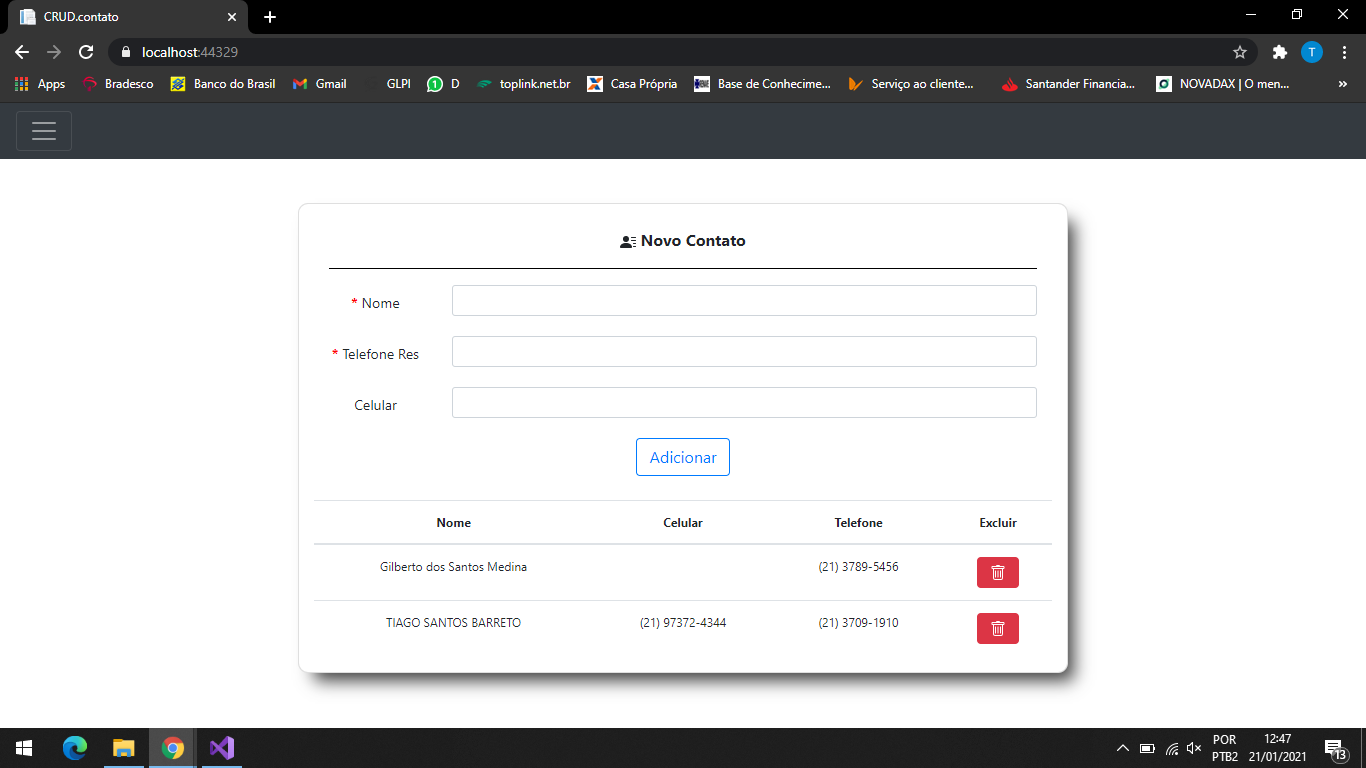 CRUD.contato
localhost:44329
T
Apps Bradesco Banco do Brasil Gmail GLPI D toplink.net.br Casa Própria Base de Conhecime... Serviço ao cliente... Santander Financia... NOVADAX | O men... »
Novo Contato
* Nome
* Telefone Res
Celular
Adicionar
Nome Celular Telefone Excluir
Gilberto dos Santos Medina (21) 3789-5456
TIAGO SANTOS BARRETO (21) 97372-4344 (21) 3709-1910
POR 12:47
PTB2 21/01/2021 13